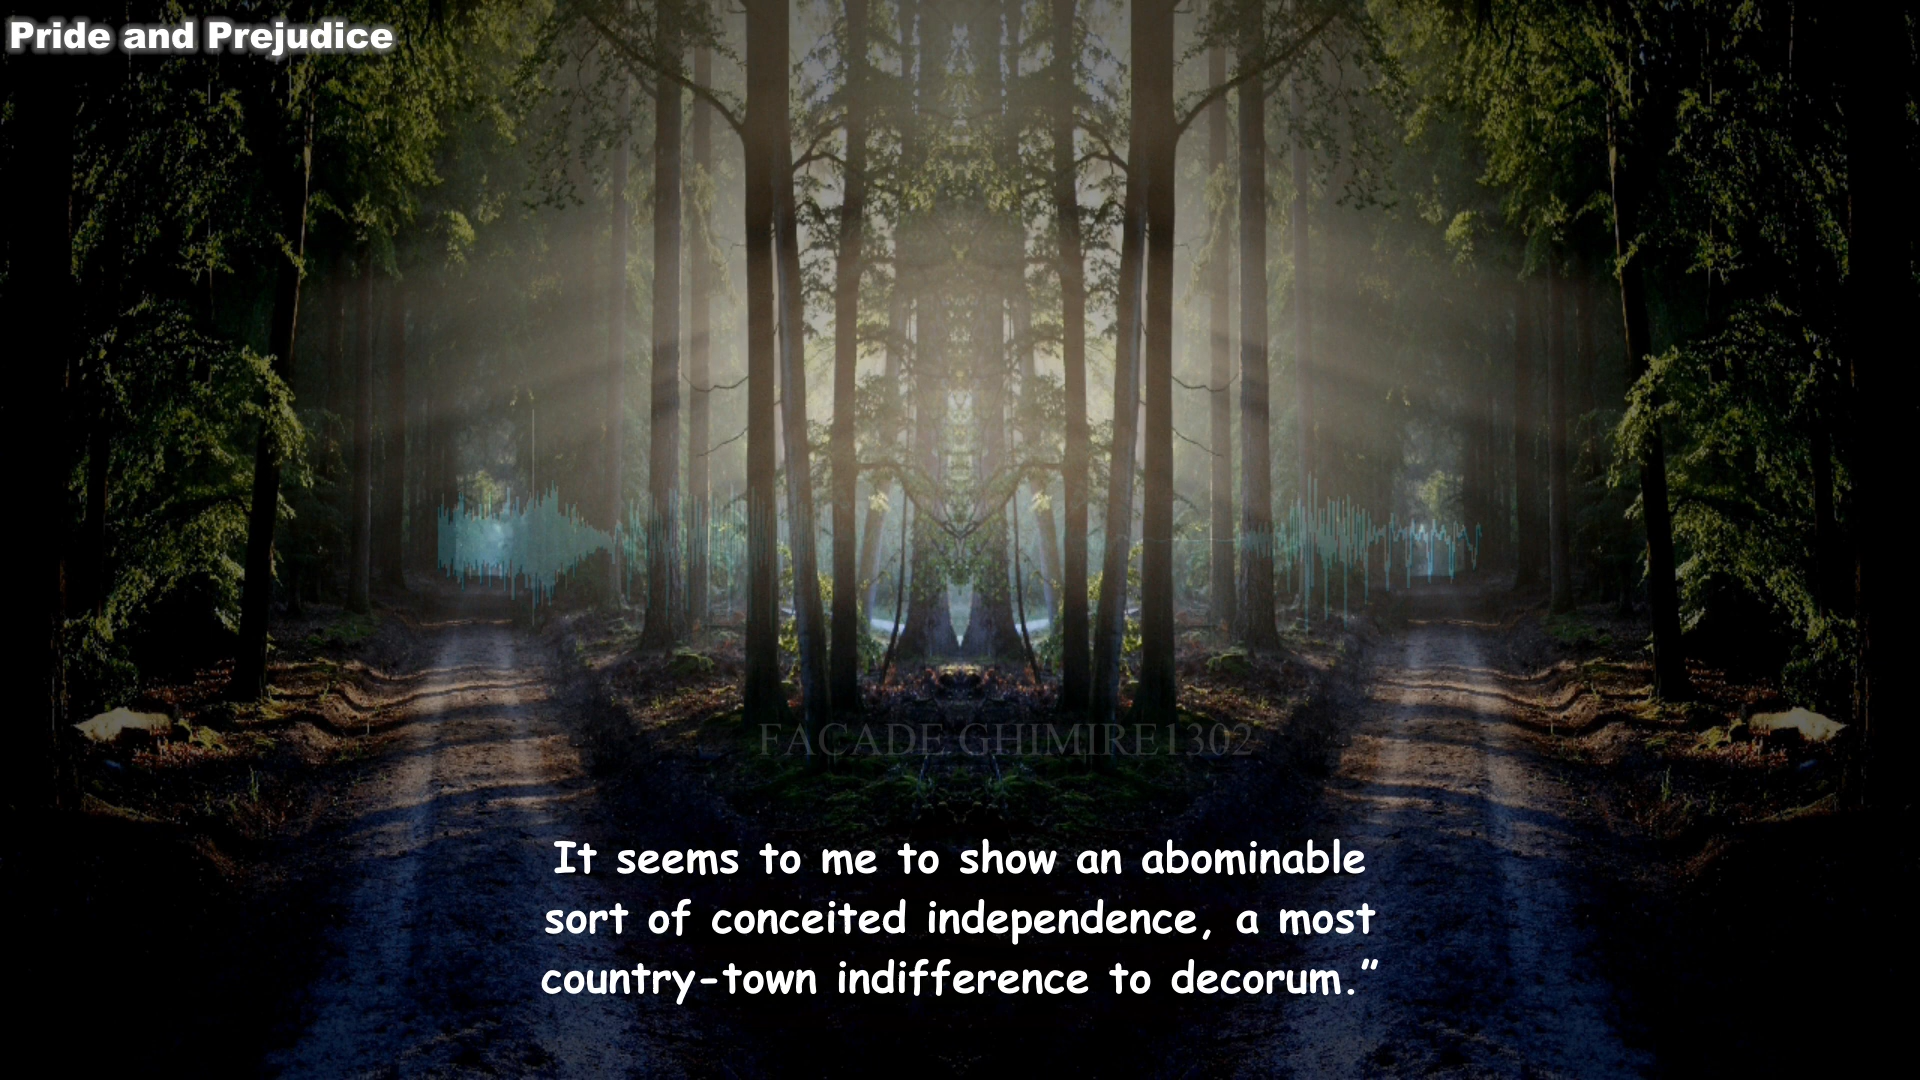 Pride and Prejudice
FACADE GHIMIRE1302
It seems to me to show an abominable
sort of conceited independence, a most
country-town indifference to decorum.”